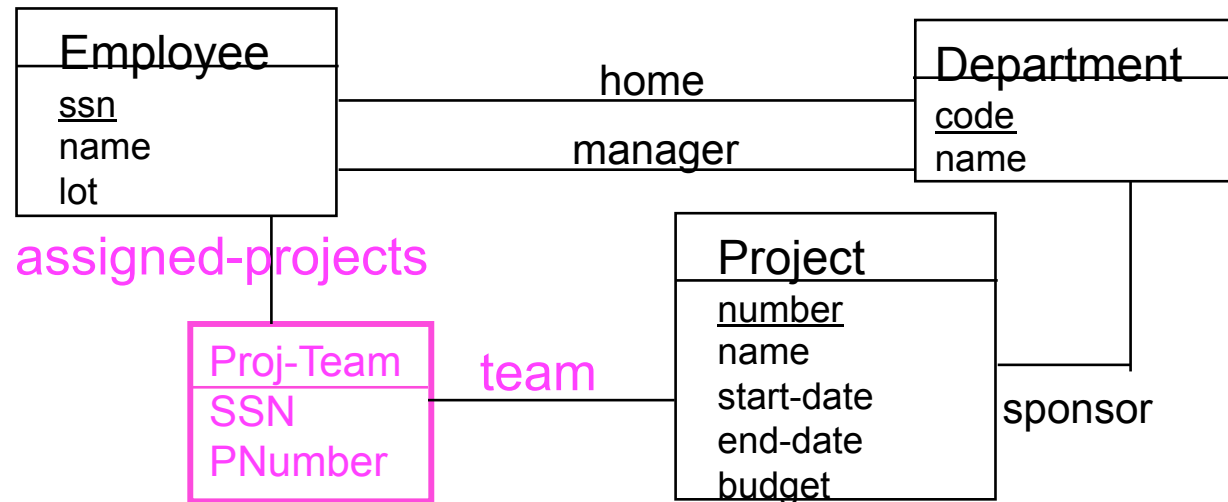 Employee
ssn
name
lot
home
manager
Department
code
name
assigned-projects
Proj-Team
SSN
PNumber
team
Project
number
name
start-date
end-date
budget
sponsor